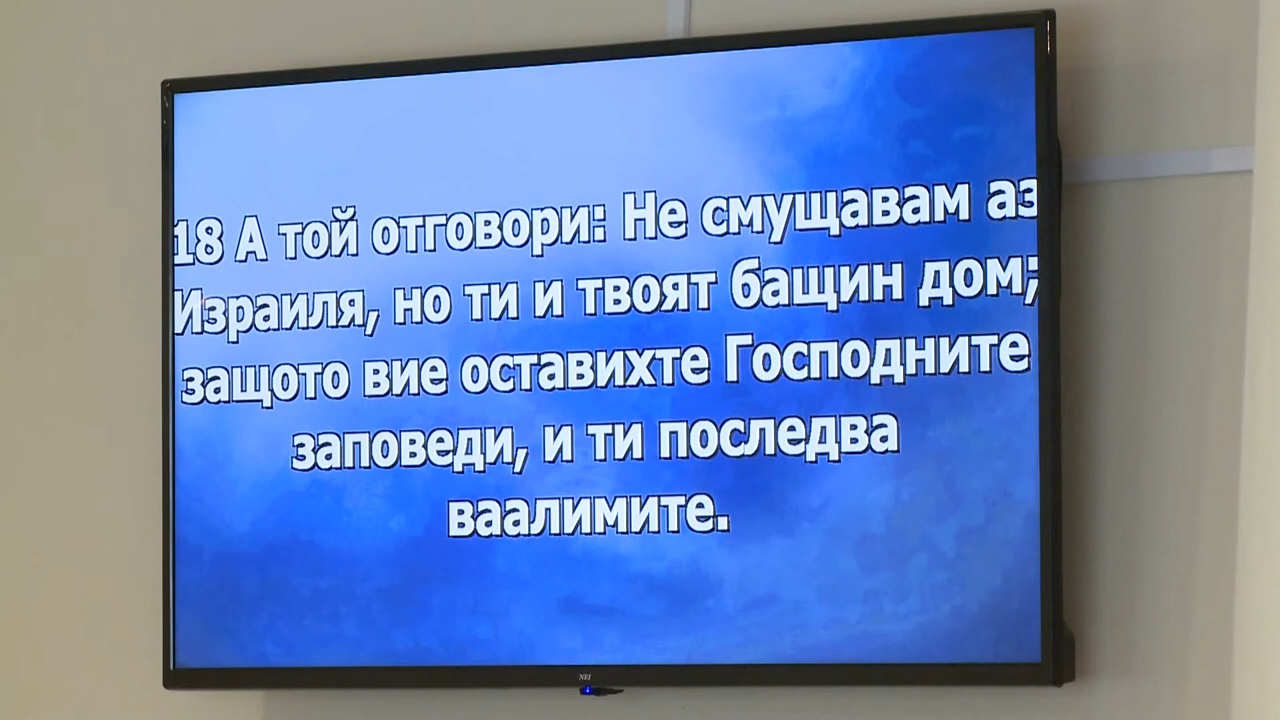 18 А той отговори: Не смущавам аз
Израиля, но ти и твоят бащин дом;
защото вие оставихте Господните
заповеди, и ти последва
ваалимите.
NEI